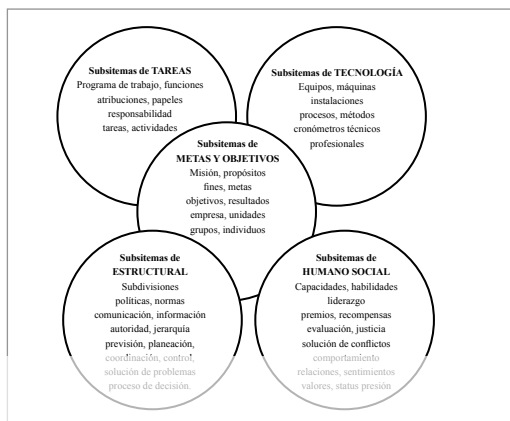 Subsitemas de TAREAS
Programa de trabajo, funciones
atribuciones, papeles
responsabilidad
tareas, actividades
Subsitemas de TECNOLOGÍA
Equipos, máquinas
instalaciones
procesos, métodos
cronómetros técnicos
profesionales
Subsitemas de
METAS Y OBJETIVOS
Misión, propósitos
fines, metas
objetivos, resultados
empresa, unidades
grupos, individuos
Subsitemas de
ESTRUCTURAL
Subdivisiones
políticas, normas
comunicación, información
autoridad, jerarquía
previsión, planeación,
coordinación, control,
solución de problemas
proceso de decisión.
Subsitemas de
HUMANO SOCIAL
Capacidades, habilidades
liderazgo
premios, recompensas
evaluación, justicia
solución de conflictos
comportamiento
relaciones, sentimientos
valores, status presión